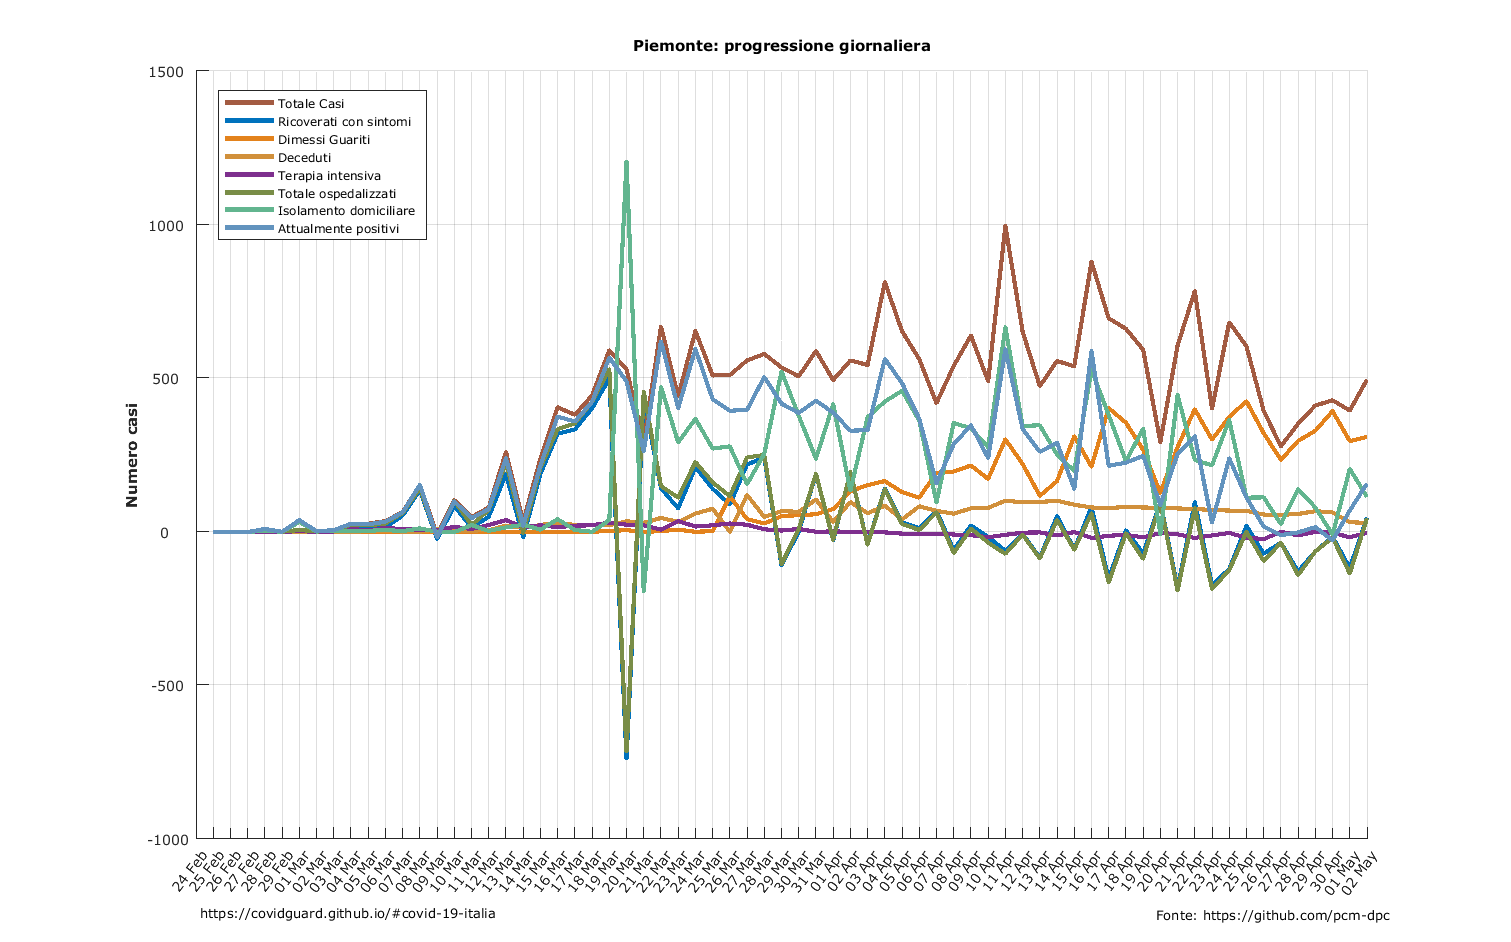 Piemonte: progressione giornaliera
1500
1000
500
0
-500
-1000
Numero casi
Totale Casi
Ricoverati con sintomi
Dimessi Guariti
Deceduti
Terapia intensiva
Totale ospedalizzati
Isolamento domiciliare
Attualmente positivi
24 Feb
25 Feb
26 Feb
27 Feb
28 Feb
29 Feb
01 Mar
02 Mar
03 Mar
04 Mar
05 Mar
06 Mar
07 Mar
08 Mar
09 Mar
10 Mar
11 Mar
12 Mar
13 Mar
14 Mar
15 Mar
16 Mar
17 Mar
18 Mar
19 Mar
20 Mar
21 Mar
22 Mar
23 Mar
24 Mar
25 Mar
26 Mar
27 Mar
28 Mar
29 Mar
30 Mar
31 Mar
01 Apr
02 Apr
03 Apr
04 Apr
05 Apr
06 Apr
07 Apr
08 Apr
09 Apr
10 Apr
11 Apr
12 Apr
13 Apr
14 Apr
15 Apr
16 Apr
17 Apr
18 Apr
19 Apr
20 Apr
21 Apr
22 Apr
23 Apr
24 Apr
25 Apr
26 Apr
27 Apr
28 Apr
29 Apr
30 Apr
01 May
02 May
https://covidguard.github.io/#covid-19-italia
Fonte: https://github.com/pcm-dpc